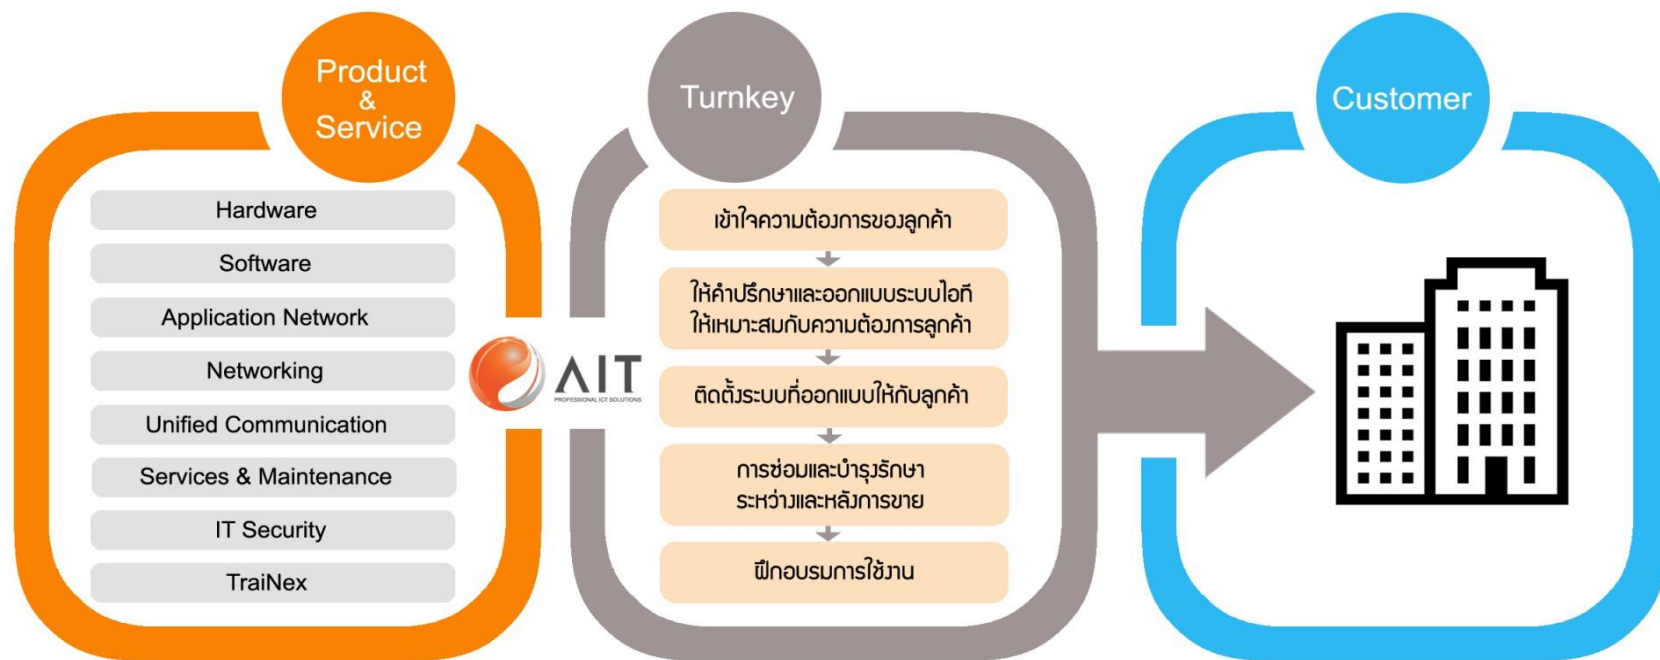 Product
&
Service
Hardware
Software
Application Network
Networking
Unified Communication
Services & Maintenance
IT Security
TraiNex
AIT
PROFESSIONAL ICT SOLUTIONS
Turnkey
เข้าใจความต้องการของลูกค้า
ให้คำปรึกษาและออกแบบระบบไอที
ให้เหมาะสมกับความต้องการลูกค้า
ติดตั้งระบบที่ออกแบบให้กับลูกค้า
การซ่อมและบำรุงรักษา
ระหว่างและหลังการขาย
ฝึกอบรมการใช้งาน
Customer